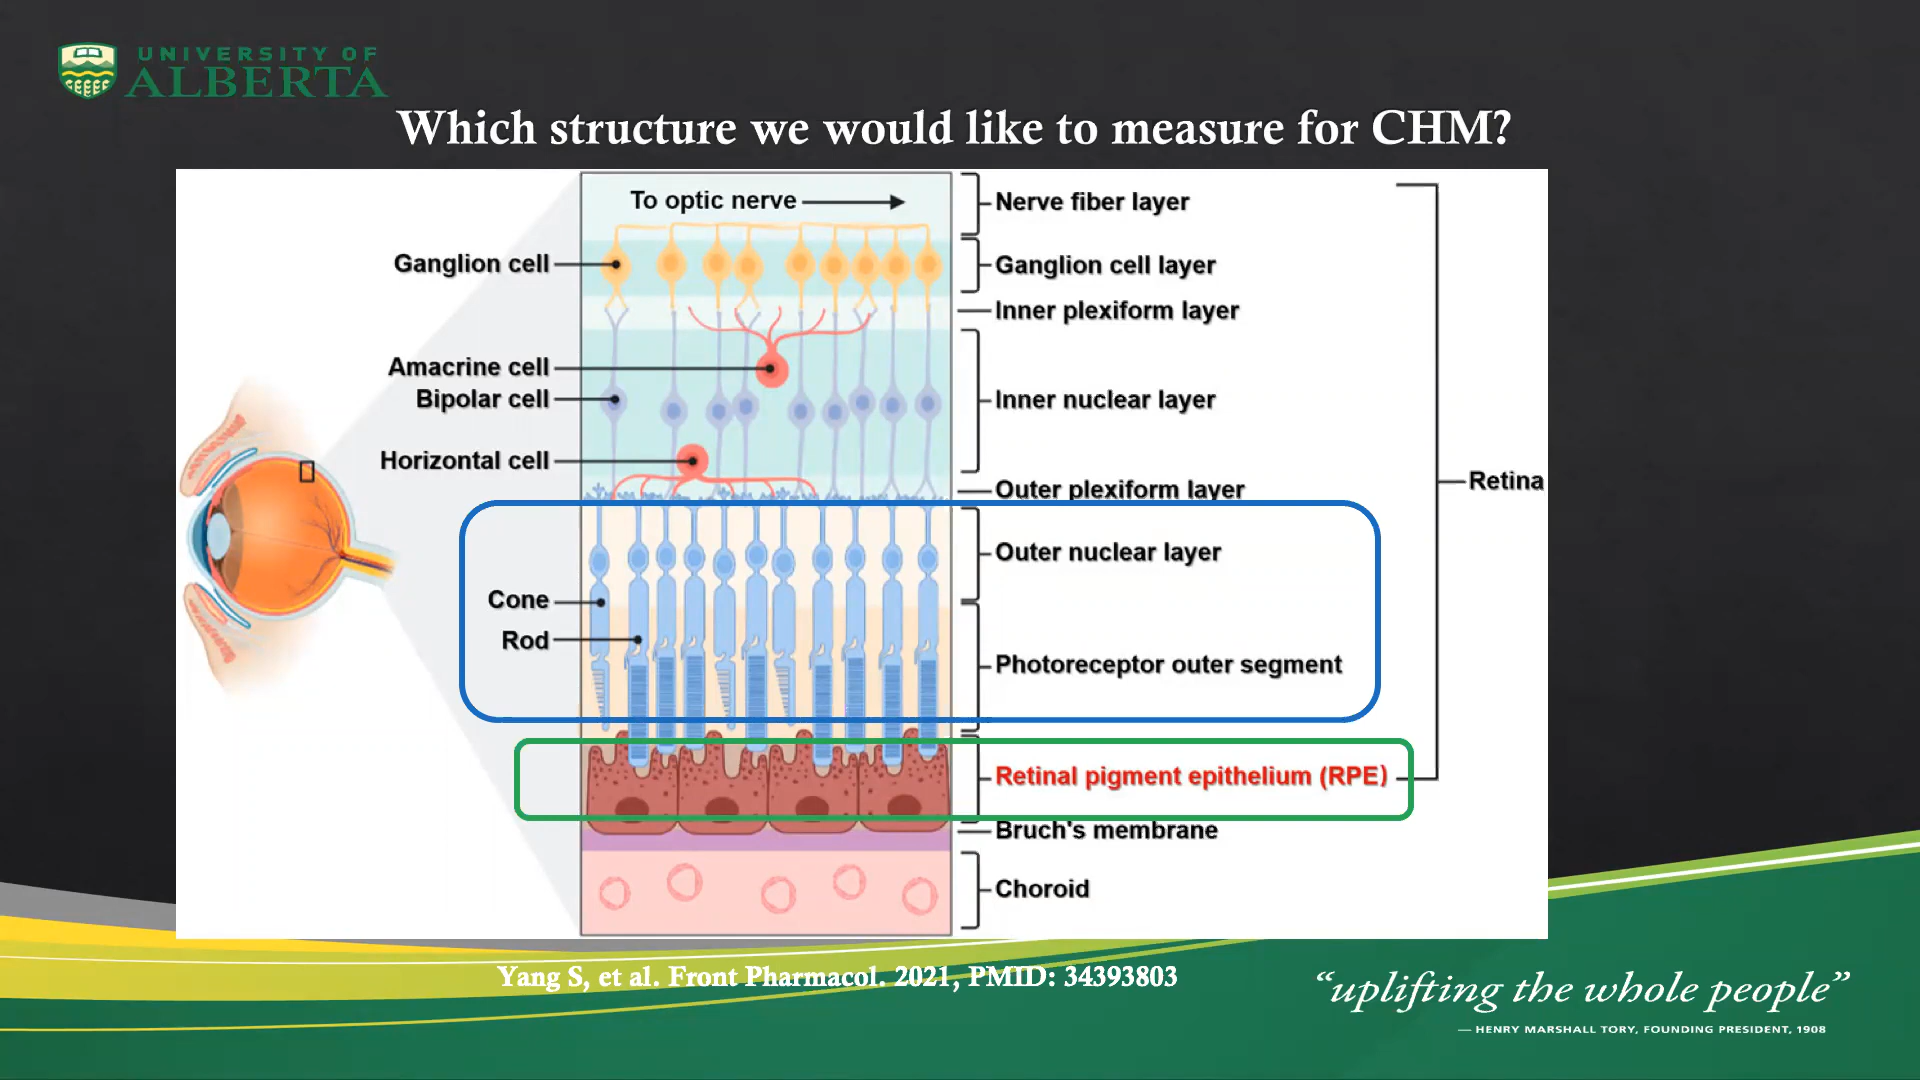 UNIVERSITY OF
ALBERTA
Which structure we would like to measure for CHM?
To optic nerve
Nerve fiber layer
Ganglion cell
Ganglion cell layer
Inner plexiform layer
Amacrine cell
Bipolar cell
Inner nuclear layer
Horizontal cell
Outer plexiform layer
Retina
Outer nuclear layer
Cone
Rod
Photoreceptor outer segment
Retinal pigment epithelium (RPE)
Bruch's membrane
Choroid
Yang S, et al. Front Pharmacol. 2021, PMID: 34393803
“uplifting the whole people”
— HENRY MARSHALL TORY, FOUNDING PRESIDENT, 1908